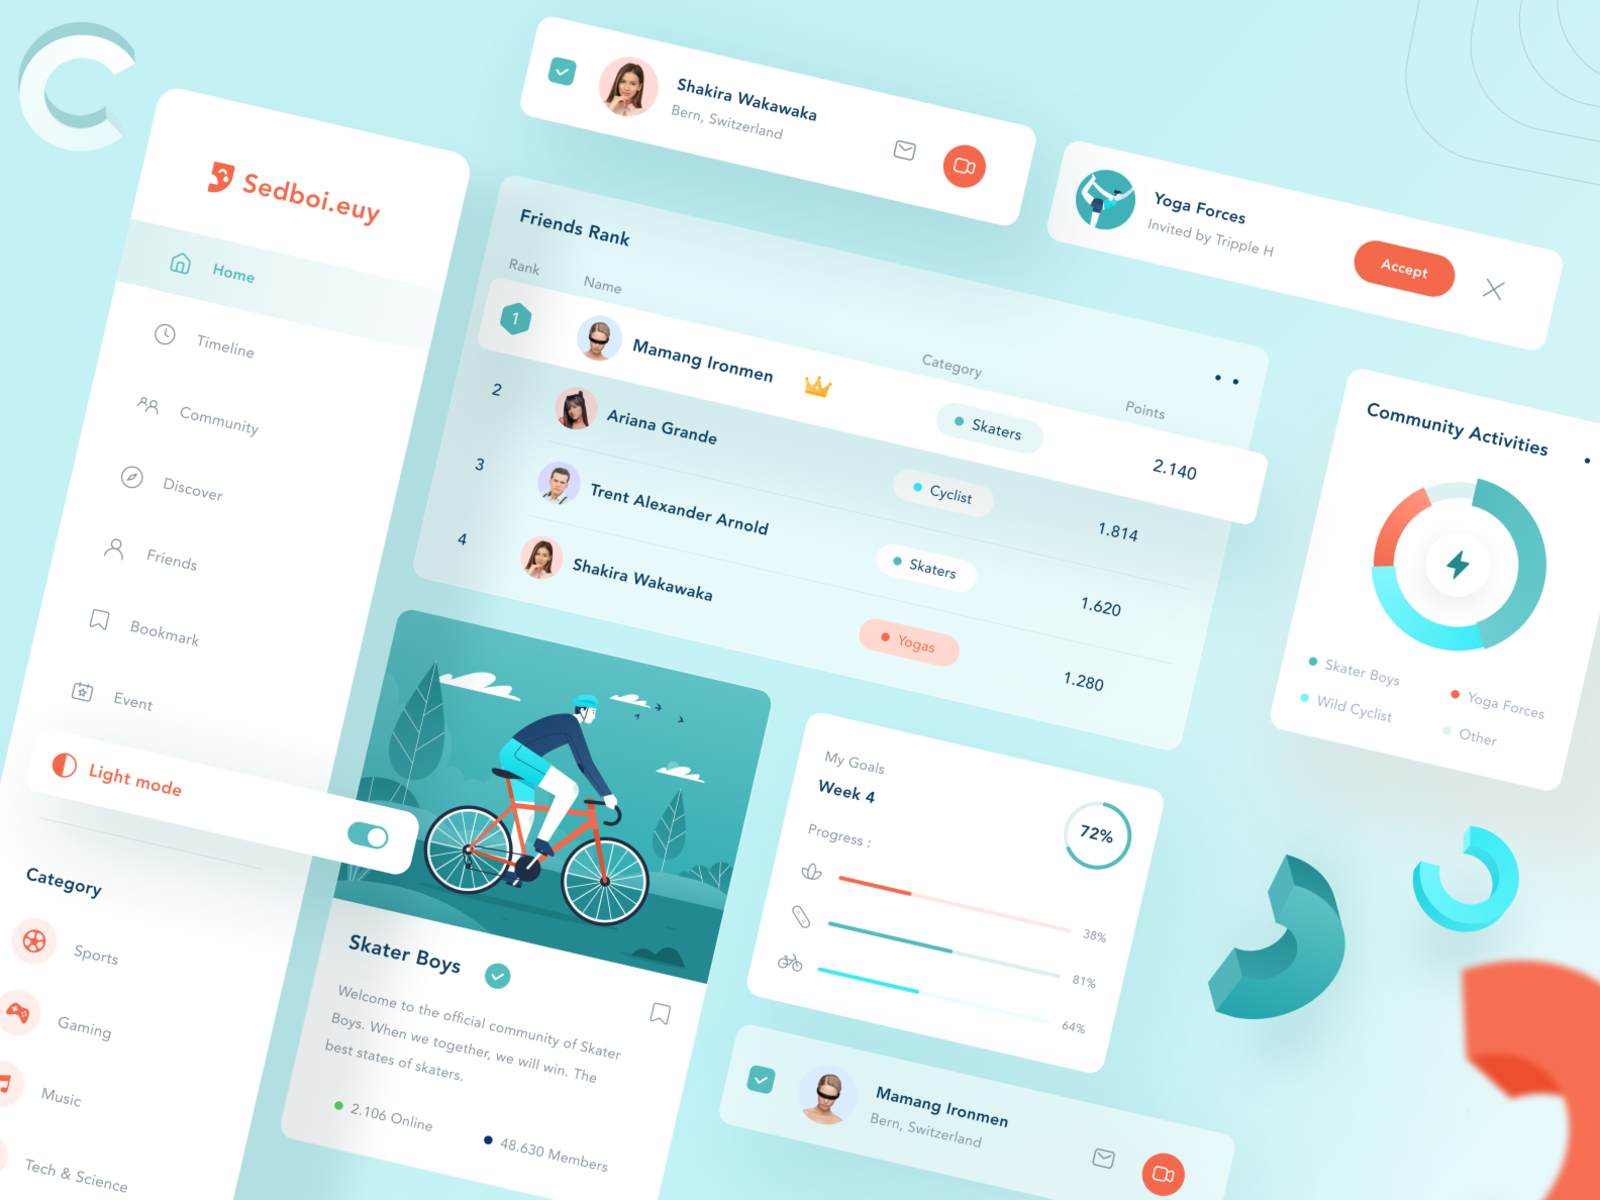 Sedboi.euy
Home
Timeline
Community
Discover
Friends
Bookmark
Event
Light mode
Category
Sports
Gaming
Music
Tech & Science
Shakira Wakawaka
Bern, Switzerland
Yoga Forces
Invited by Tripple H
Accept
Friends Rank
Rank
Name
Category
Points
1
Mamang Ironmen
Skaters
2.140
2
Ariana Grande
Cyclist
1.814
3
Trent Alexander Arnold
Skaters
1.620
4
Shakira Wakawaka
Yogas
1.280
Community Activities
Skater Boys
Yoga Forces
Wild Cyclist
Other
Skater Boys
Welcome to the official community of Skater
Boys. When we together, we will win. The
best states of skaters.
2.106 Online
48.630 Members
My Goals
Week 4
72%
Progress :
38%
81%
64%
Mamang Ironmen
Bern, Switzerland